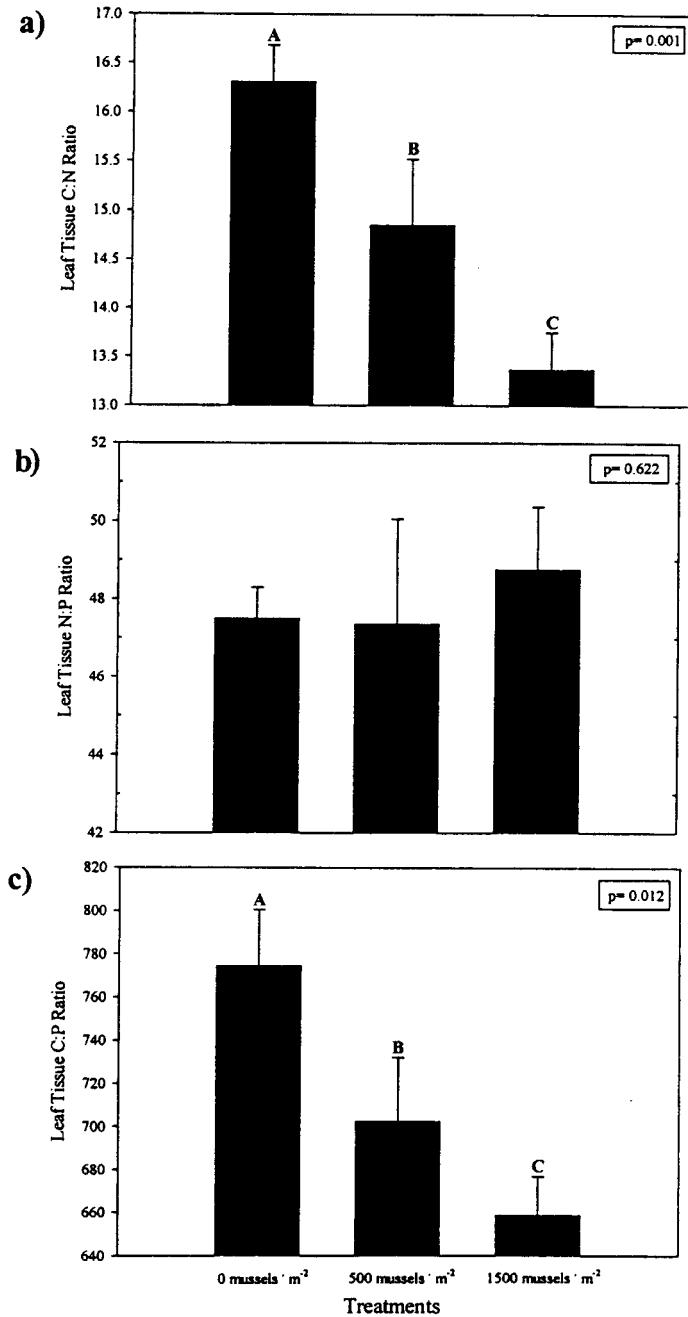 a)
17.0
16.5
16.0
15.5
15.0
14.5
14.0
13.5
13.0
Leaf Tissue C:N Ratio
p= 0.001
A
B
C
b)
52
50
48
46
44
42
Leaf Tissue N:P Ratio
p= 0.622
c)
820
800
780
760
740
720
700
680
660
640
Leaf Tissue C:P Ratio
p= 0.012
A
B
C
0 mussels · m⁻² 500 mussels · m⁻² 1500 mussels · m⁻²
Treatments